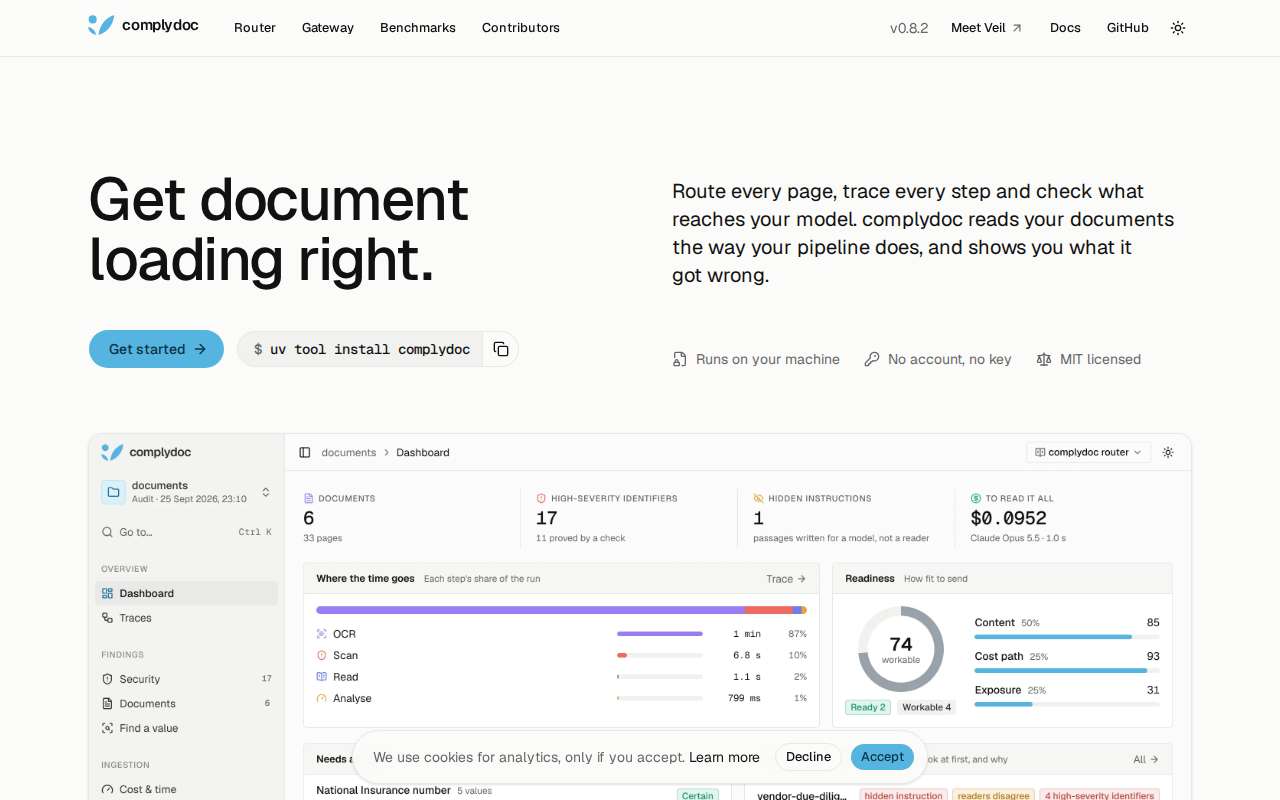 complydoc
Router
Gateway
Benchmarks
Contributors
v0.8.2
Meet Veil
Docs
GitHub
Get document
loading right.
Route every page, trace every step and check what
reaches your model. complydoc reads your documents
the way your pipeline does, and shows you what it
got wrong.
Get started
$ uv tool install complydoc
Runs on your machine
No account, no key
MIT licensed
complydoc
documents
Audit · 25 Sept 2026, 23:10
Go to...
Ctrl K
OVERVIEW
Dashboard
Traces
FINDINGS
Security 17
Documents 6
Find a value
INGESTION
Cost & time
documents > Dashboard
complydoc router
DOCUMENTS
6
33 pages
HIGH-SEVERITY IDENTIFIERS
17
11 proved by a check
HIDDEN INSTRUCTIONS
1
passages written for a model, not a reader
TO READ IT ALL
$0.0952
Claude Opus 5.5 · 1.0 s
Where the time goes Each step's share of the run Trace
OCR 1 min 87%
Scan 6.8 s 10%
Read 1.1 s 2%
Analyse 799 ms 1%
Readiness How fit to send
74
workable
Ready 2
Workable 4
Content 50% 85
Cost path 25% 93
Exposure 25% 31
Needs
at first, and why
All
National Insurance number 5 values
Certain
vendor-due-dilig...
hidden instruction
readers disagree
4 high-severity identifiers
We use cookies for analytics, only if you accept. Learn more
Decline
Accept